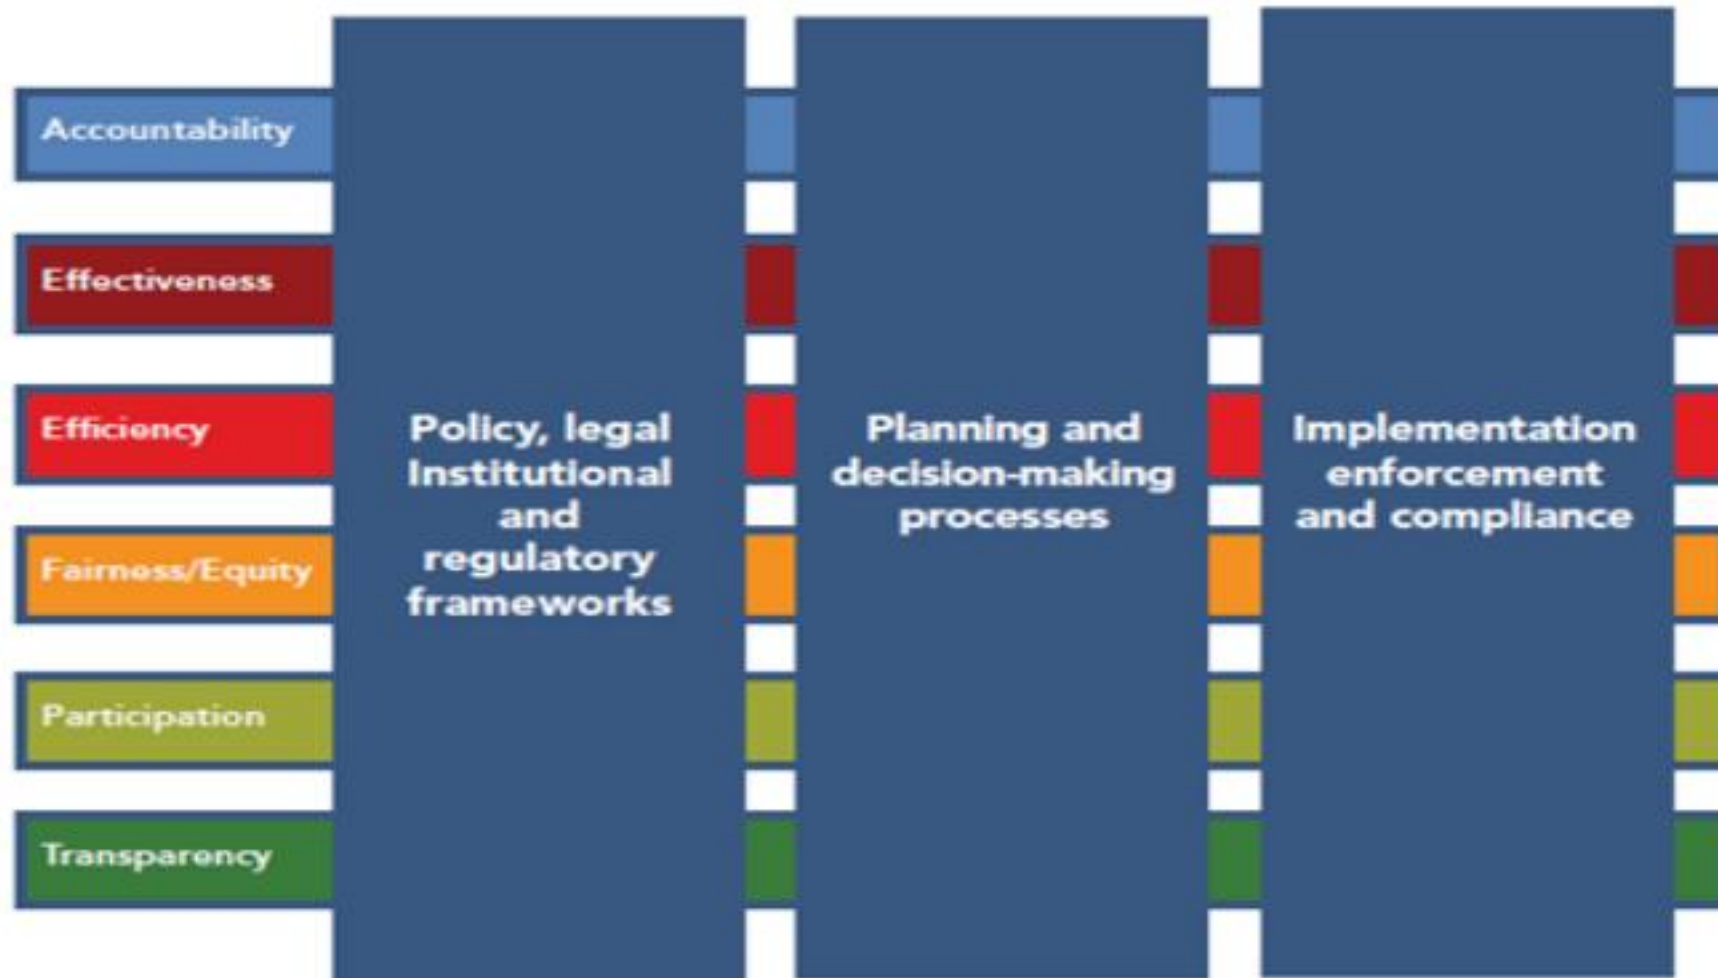 Accountability
Effectiveness
Efficiency
Fairness/Equity
Participation
Transparency
Policy, legal
Institutional
and
regulatory
frameworks
Planning and
decision-making
processes
Implementation
enforcement
and compliance